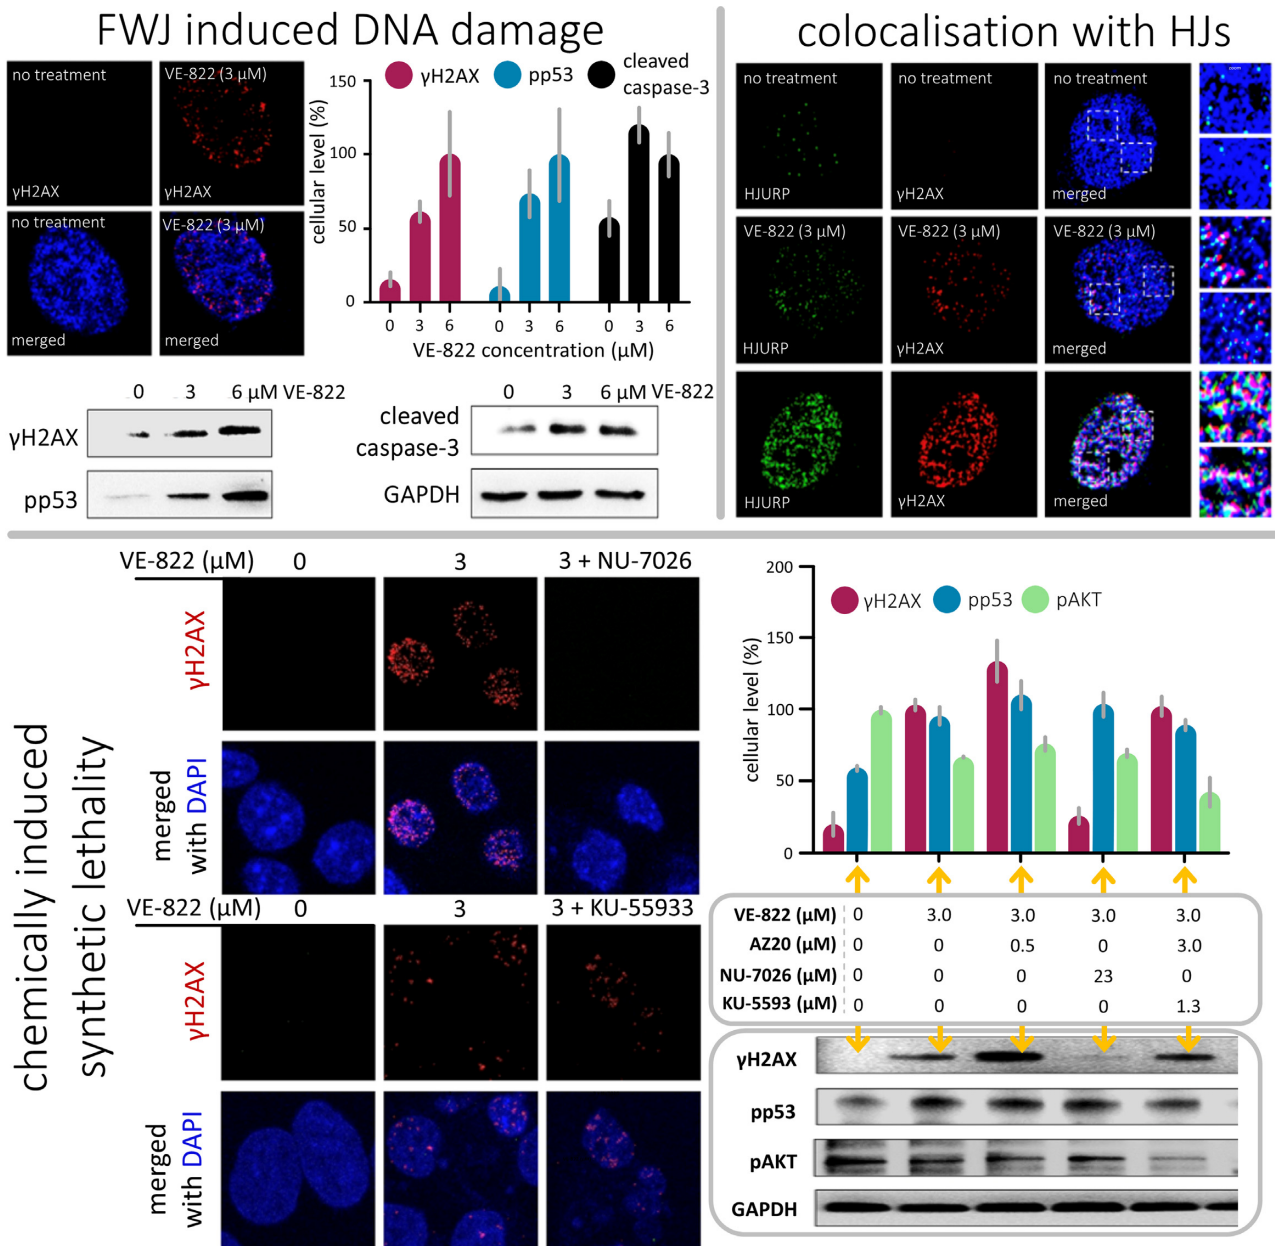 FWJ induced DNA damage
no treatment
γH2AX
VE-822 (3 μM)
γH2AX
no treatment
merged
VE-822 (3 μM)
merged
γH2AX pp53 cleaved
caspase-3
cellular level (%)
150
100
50
0
0 3 6 0 3 6 0 3 6
VE-822 concentration (μM)
0 3 6 μM VE-822
γH2AX
pp53
0 3 6 μM VE-822
cleaved
caspase-3
GAPDH
colocalisation with HJs
no treatment
HJURP
no treatment
γH2AX
no treatment
merged
zoom
VE-822 (3 μM)
HJURP
VE-822 (3 μM)
γH2AX
VE-822 (3 μM)
merged
HJURP
γH2AX
merged
chemically induced
synthetic lethality
VE-822 (μM) 0 3 3 + NU-7026
γH2AX
merged
with DAPI
VE-822 (μM) 0 3 3 + KU-55933
γH2AX
merged
with DAPI
γH2AX pp53 pAKT
cellular level (%)
200
150
100
50
0
VE-822 (μM) 0 3.0 3.0 3.0 3.0
AZ20 (μM) 0 0 0.5 0 3.0
NU-7026 (μM) 0 0 0 23 0
KU-5593 (μM) 0 0 0 0 1.3
γH2AX
pp53
pAKT
GAPDH